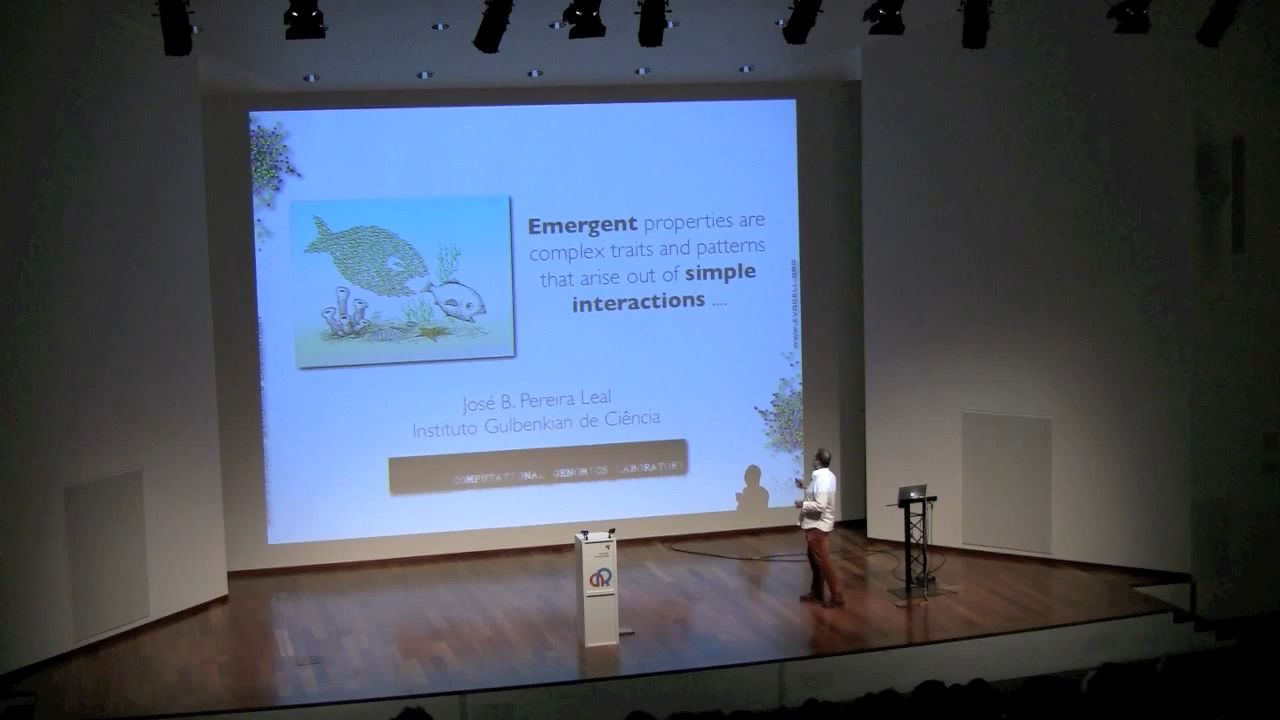 Emergent properties are
complex traits and patterns
that arise out of simple
interactions ....
WWW.EVOCELL.ORG
José B. Pereira Leal
Instituto Gulbenkian de Ciência
COMPUTATIONAL GENOMICS LABORATORY